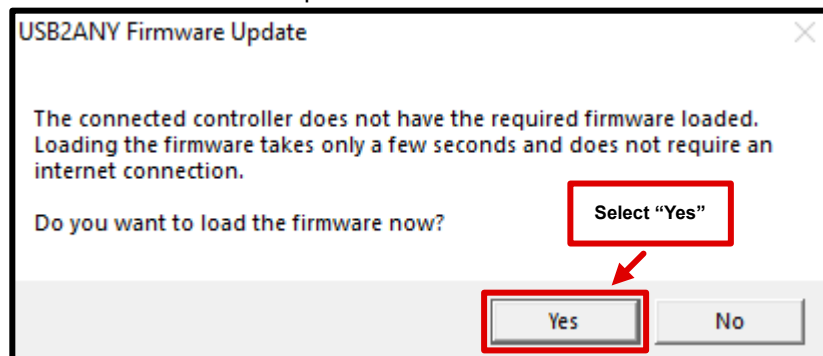 USB2ANY Firmware Update
The connected controller does not have the required firmware loaded.
Loading the firmware takes only a few seconds and does not require an
internet connection.
Do you want to load the firmware now?
Select “Yes”
Yes
No